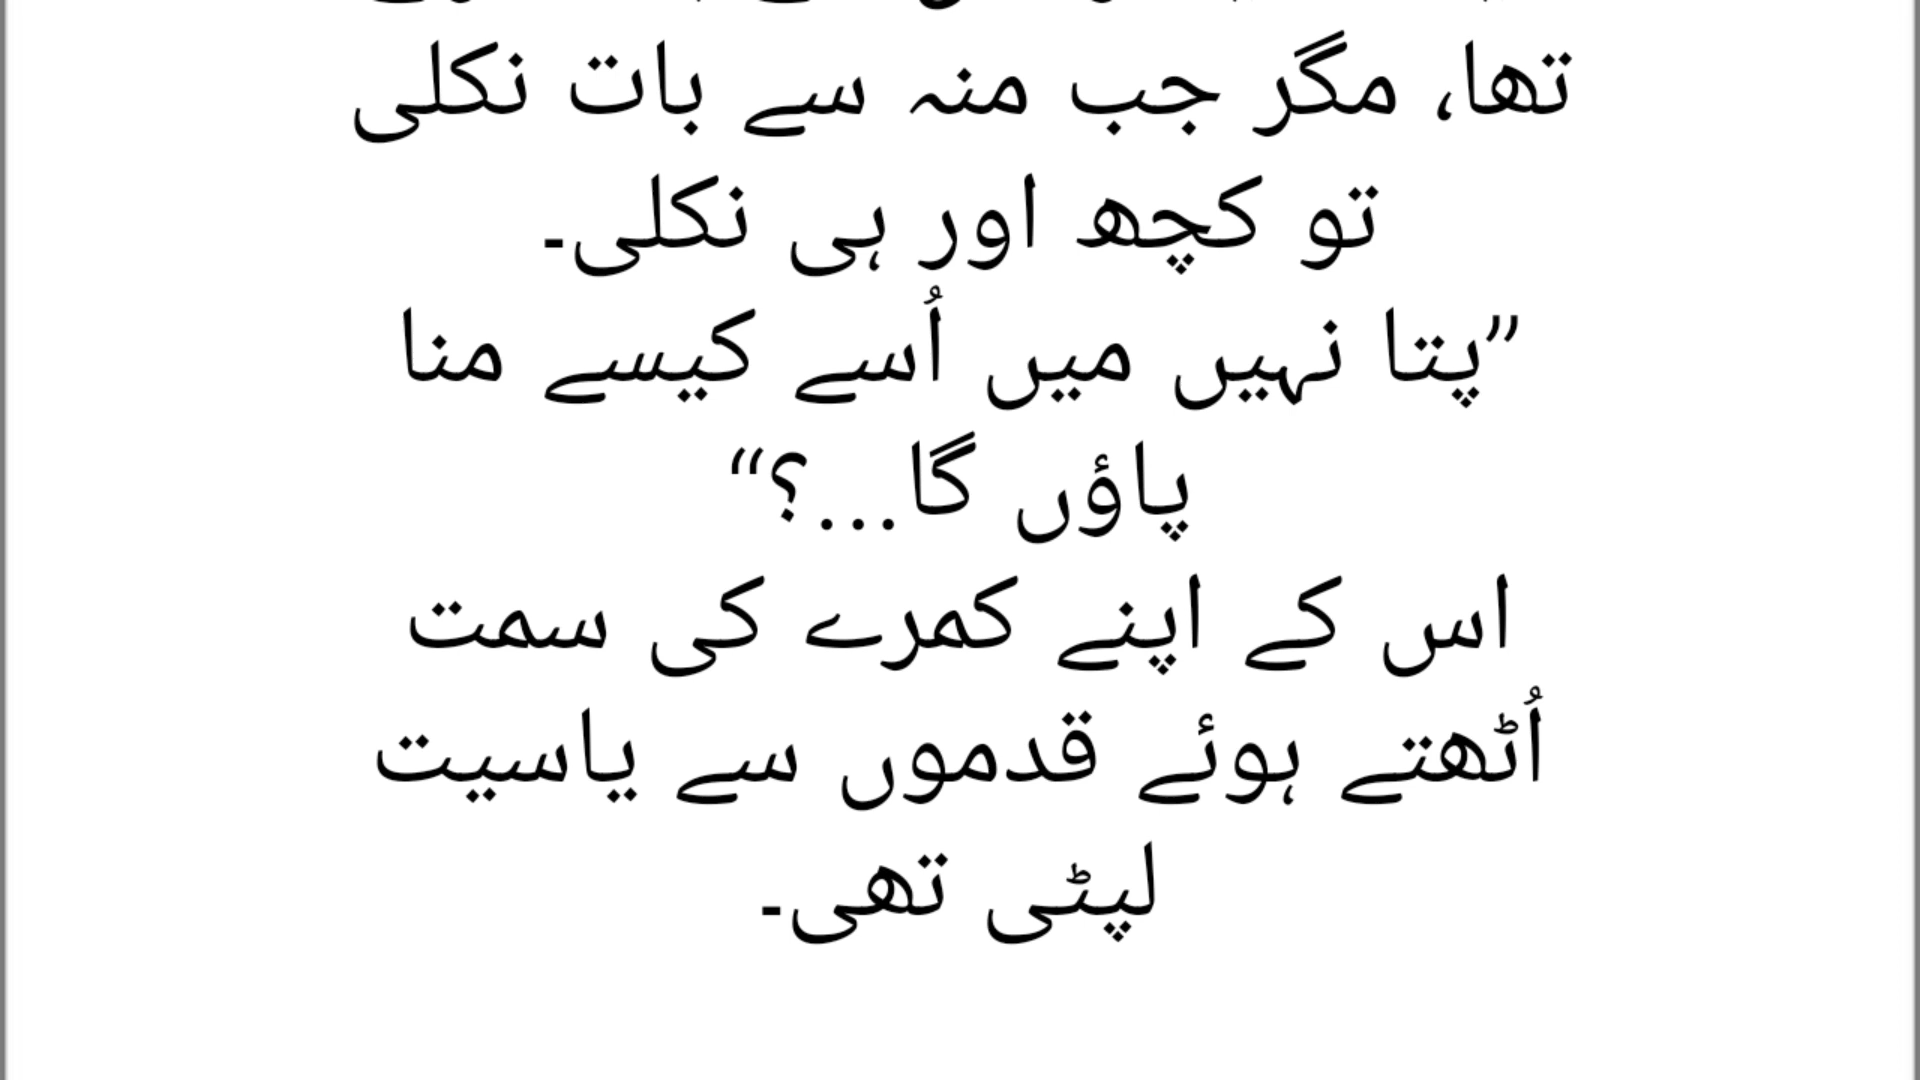 تھا، مگر جب منہ سے بات نکلی
تو کچھ اور ہی نکلی۔
”پتا نہیں میں اُسے کیسے منا
پاؤں گا...؟“
اس کے اپنے کمرے کی سمت
اُٹھتے ہوئے قدموں سے یاسیت
لپٹی تھی۔